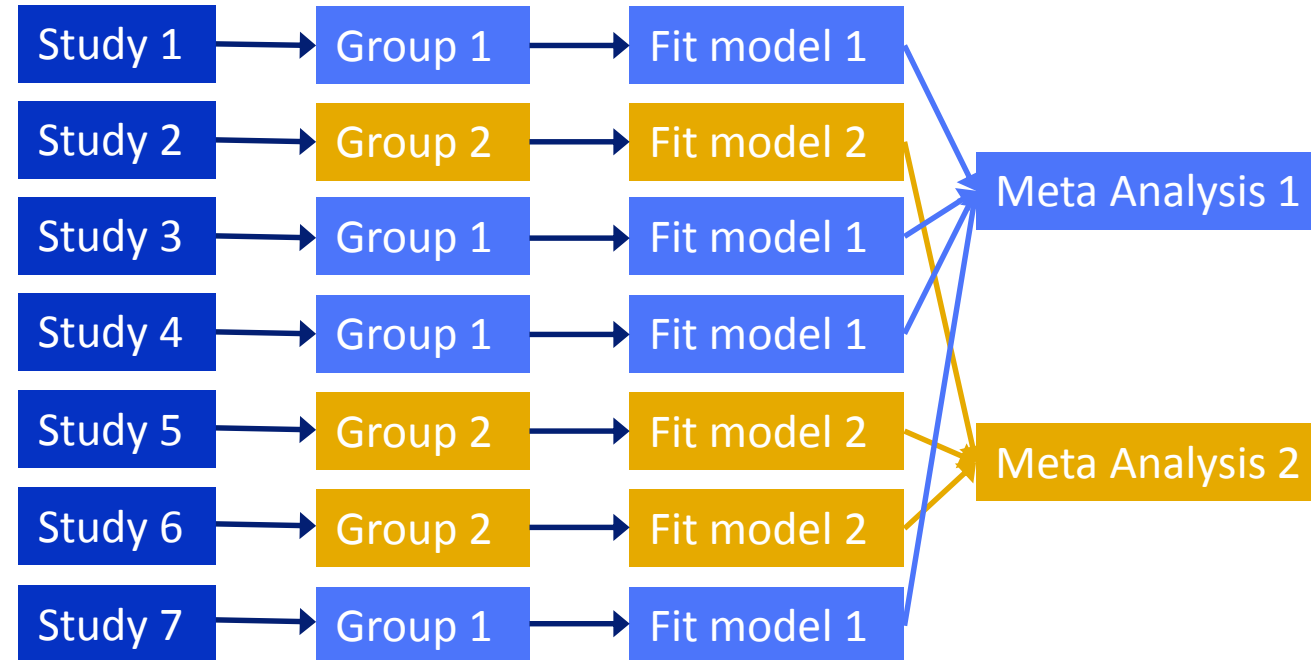 Study 1
Group 1
Fit model 1
Study 2
Group 2
Fit model 2
Meta Analysis 1
Study 3
Group 1
Fit model 1
Study 4
Group 1
Fit model 1
Study 5
Group 2
Fit model 2
Meta Analysis 2
Study 6
Group 2
Fit model 2
Study 7
Group 1
Fit model 1